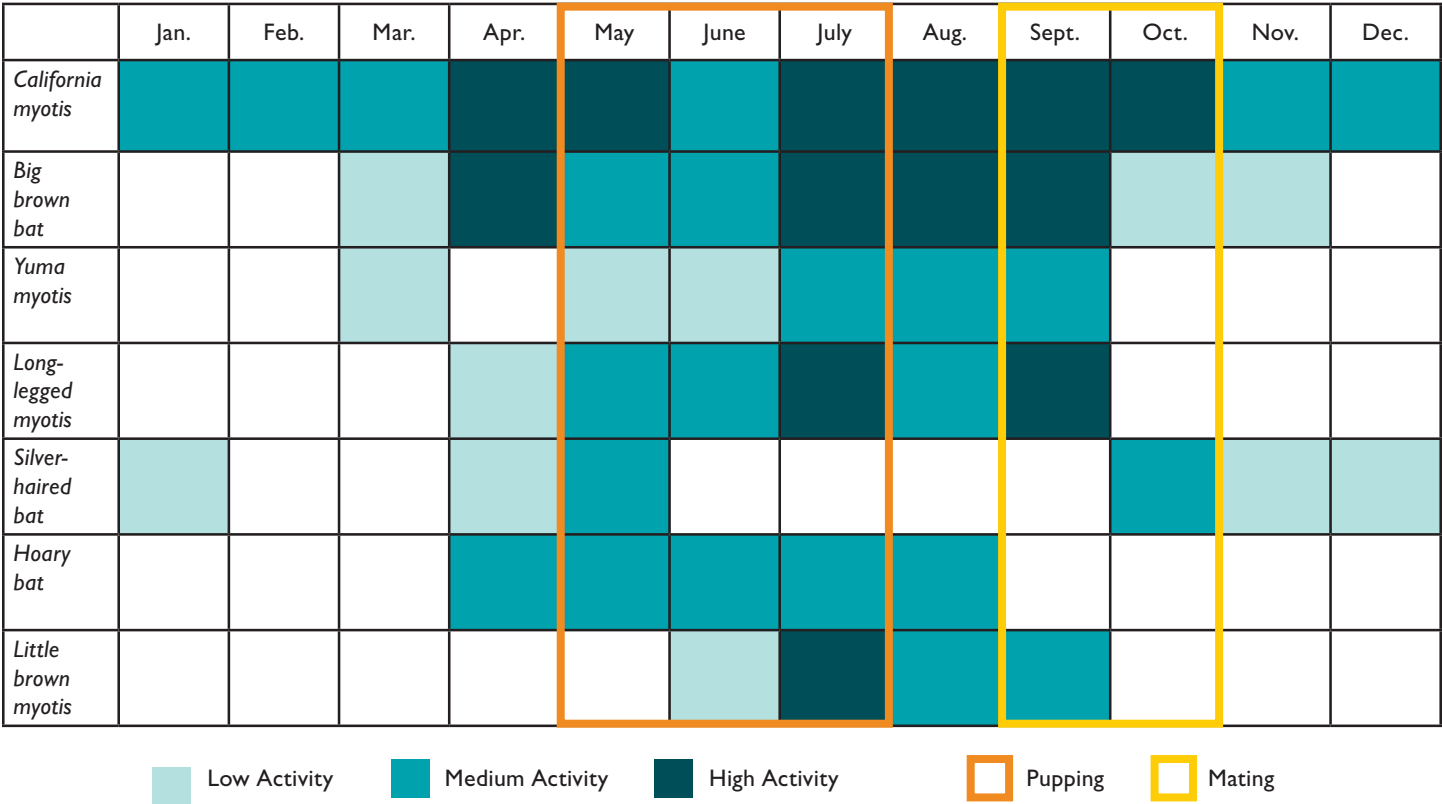 Jan. Feb. Mar. Apr. May June July Aug. Sept. Oct. Nov. Dec.
California
myotis
Big
brown
bat
Yuma
myotis
Long-
legged
myotis
Silver-
haired
bat
Hoary
bat
Little
brown
myotis
Low Activity Medium Activity High Activity Pupping Mating